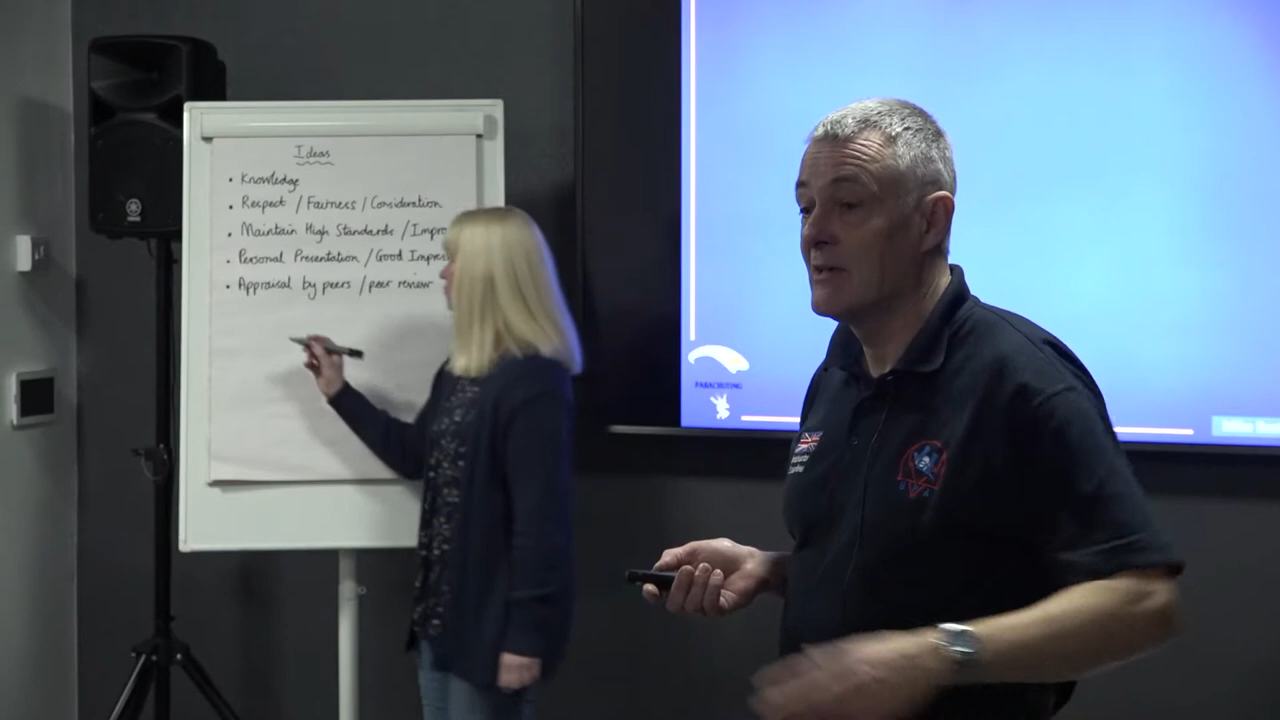 Ideas
• Knowledge
• Respect / Fairness / Consideration
• Maintain High Standards / Impro
• Personal Presentation / Good Impres
• Appraisal by peers / peer review
PARACHUTING